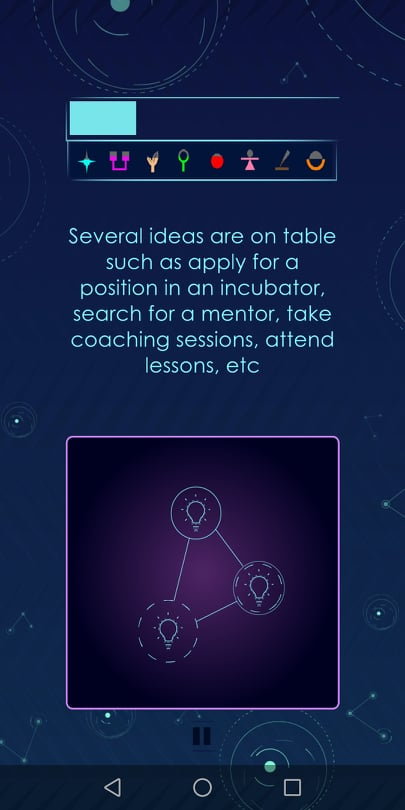 Several ideas are on table
such as apply for a
position in an incubator,
search for a mentor, take
coaching sessions, attend
lessons, etc